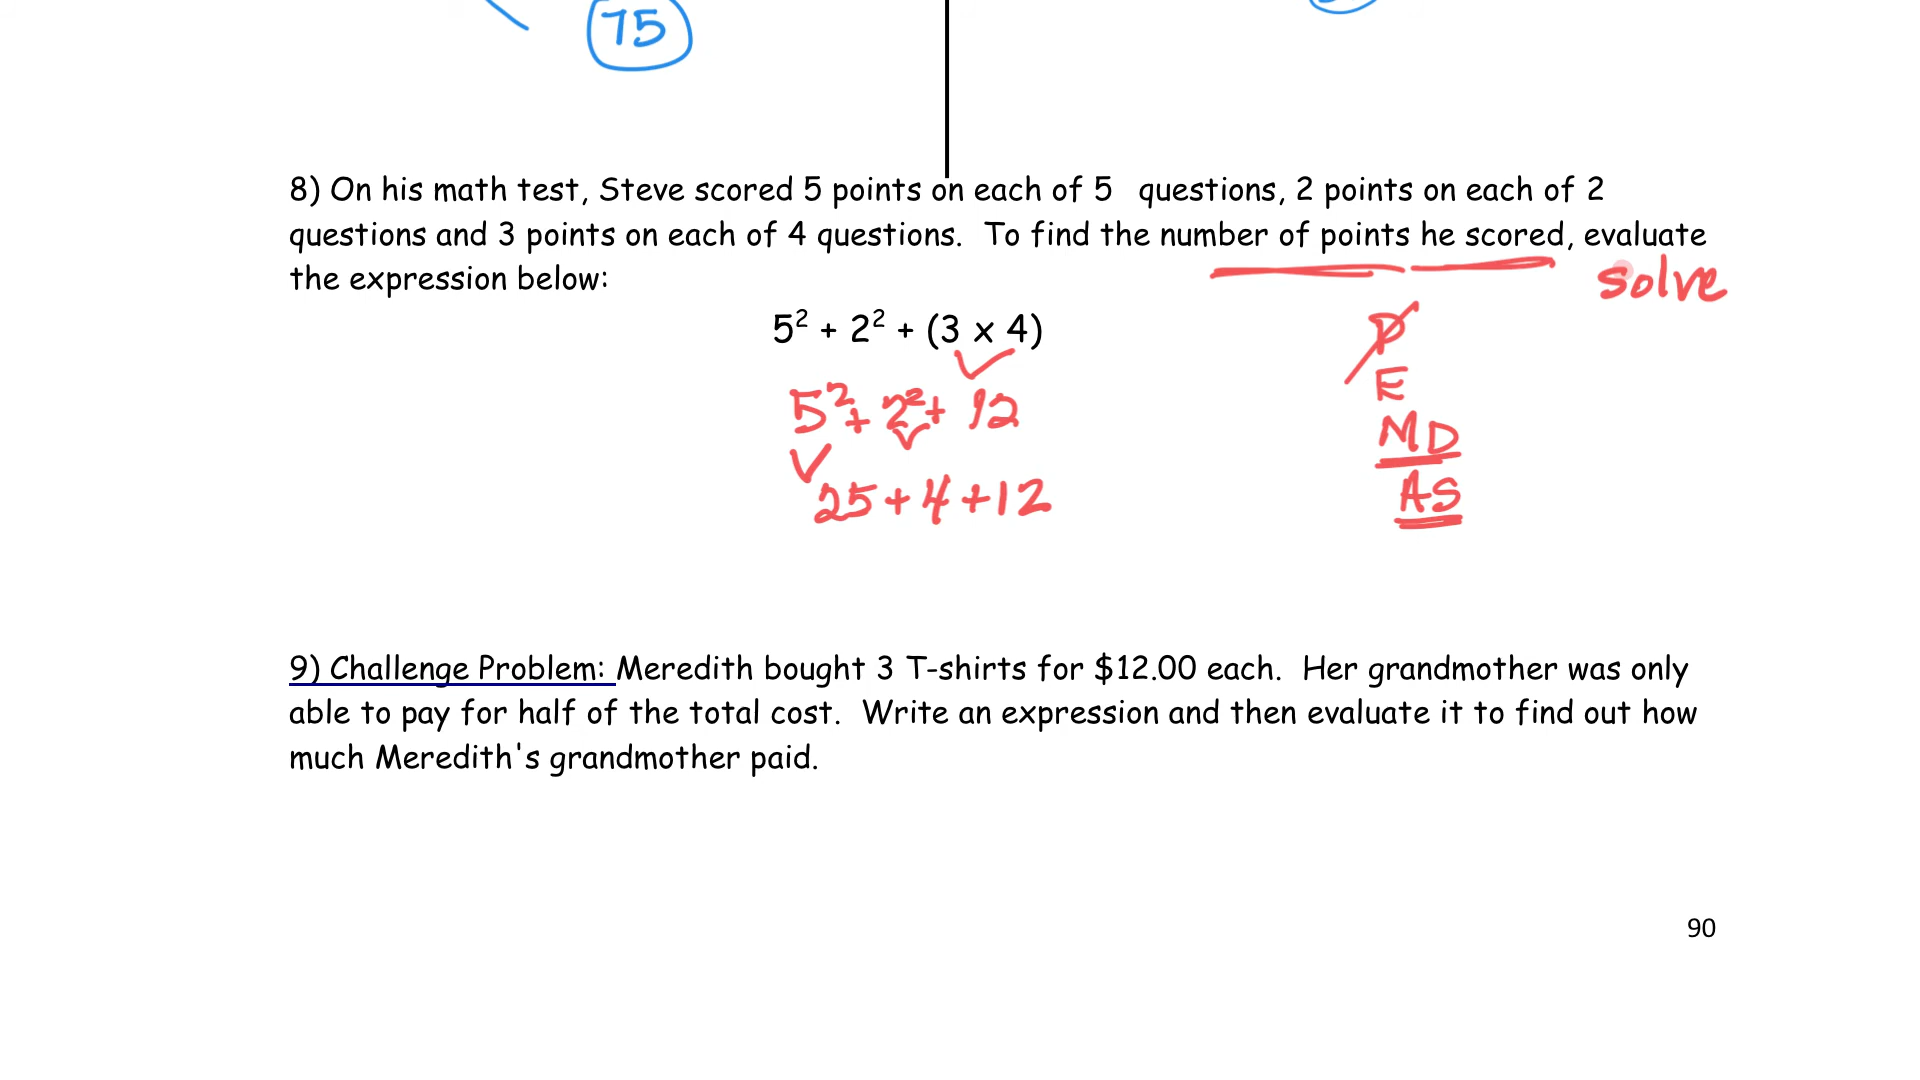 75
8) On his math test, Steve scored 5 points on each of 5 questions, 2 points on each of 2
questions and 3 points on each of 4 questions. To find the number of points he scored, evaluate
the expression below:
solve
5² + 2² + (3 x 4)
P
E
5² + 2² + 12
MD
25 + 4 + 12
AS
9) Challenge Problem: Meredith bought 3 T-shirts for $12.00 each. Her grandmother was only
able to pay for half of the total cost. Write an expression and then evaluate it to find out how
much Meredith's grandmother paid.
90